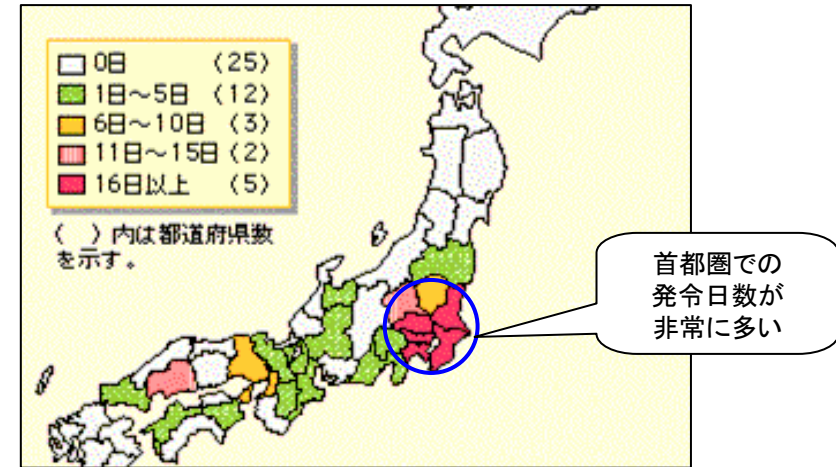 0日 (25)
1日～5日 (12)
6日～10日 (3)
11日～15日 (2)
16日以上 (5)
( )内は都道府県数
を示す。
首都圏での
発令日数が
非常に多い